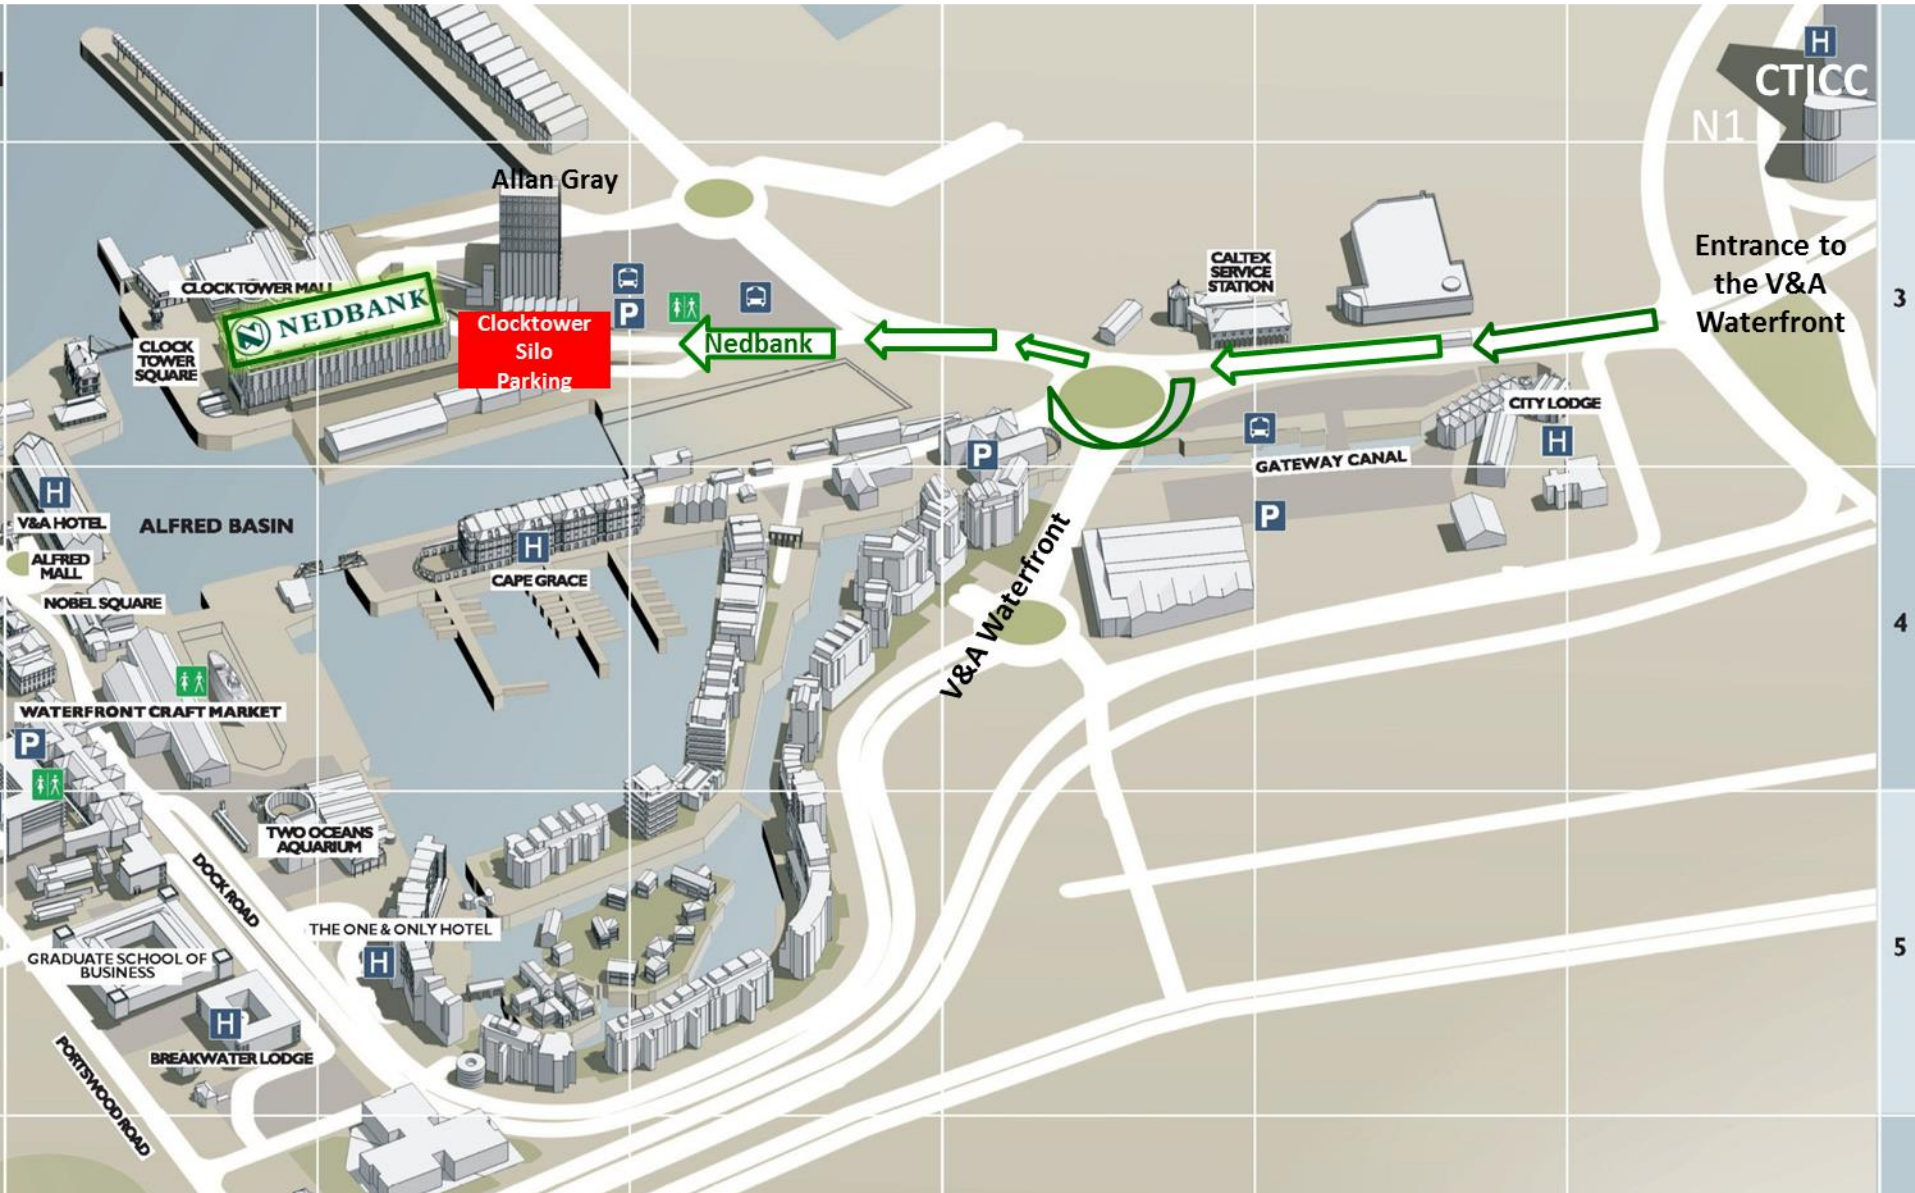 H
CTICC
N1
Allan Gray
Entrance to
the V&A
Waterfront
CALTEX
SERVICE
STATION
3
CLOCK TOWER MALL
NEDBANK
P
Clocktower
Silo
Parking
Nedbank
CLOCK
TOWER
SQUARE
CITY LODGE
H
P
GATEWAY CANAL
P
H
V&A HOTEL
ALFRED BASIN
H
CAPE GRACE
ALFRED
MALL
NOBEL SQUARE
V&A Waterfront
4
WATERFRONT CRAFT MARKET
P
TWO OCEANS
AQUARIUM
DOCK ROAD
THE ONE & ONLY HOTEL
H
GRADUATE SCHOOL OF
BUSINESS
5
H
BREAKWATER LODGE
PORTSWOOD ROAD